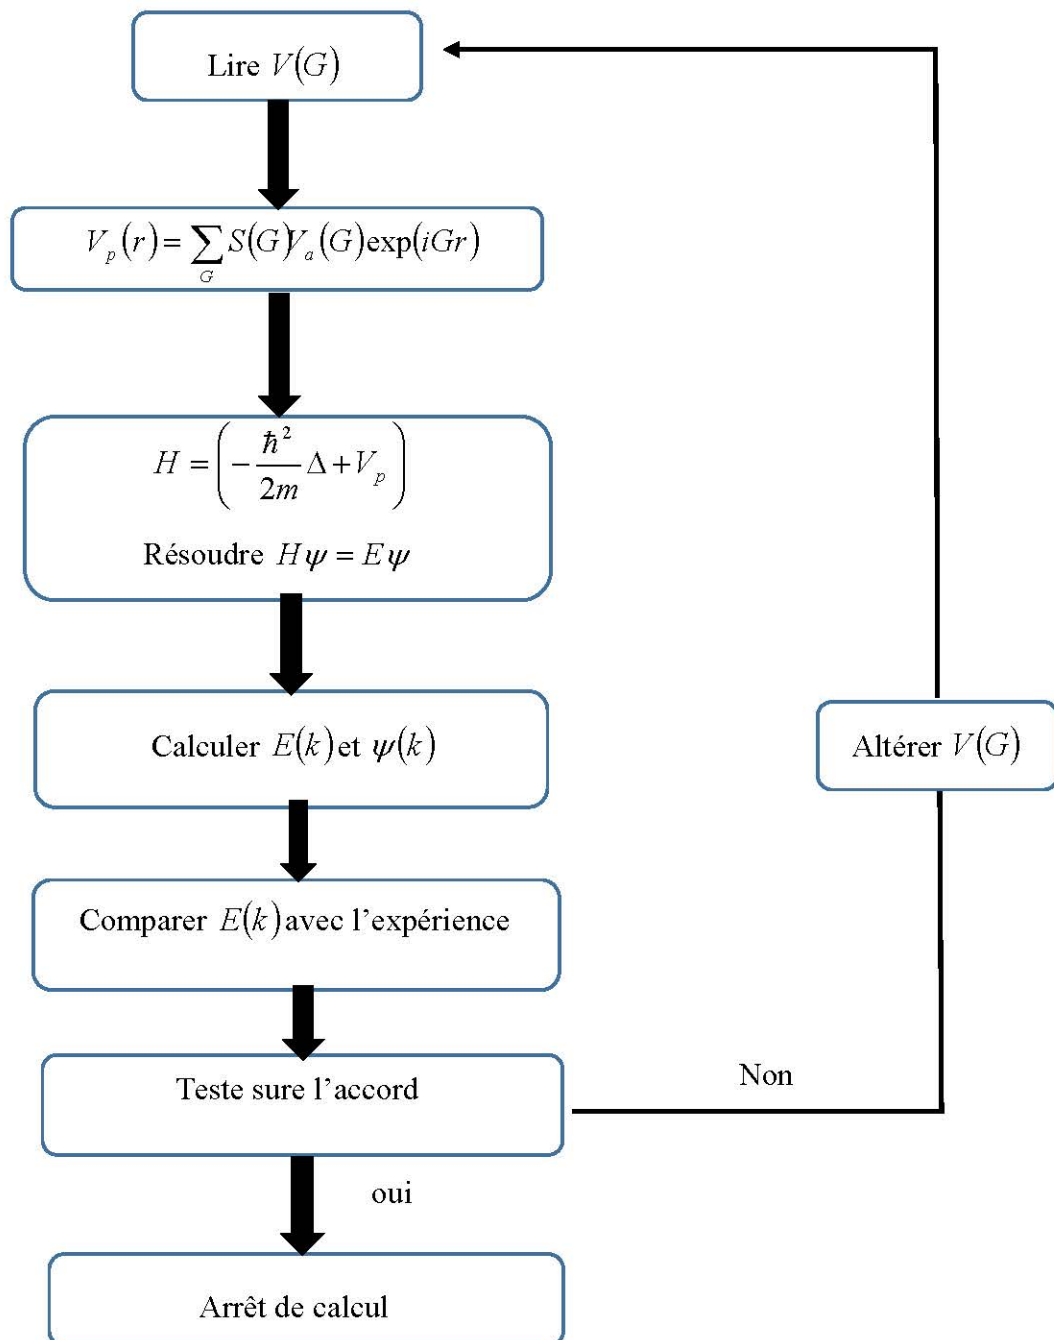 Lire V(G)
V_p(r) = ∑_G S(G)V_a(G)exp(iGr)
H = (-ħ²/2m Δ + V_p)
Résoudre Hψ = Eψ
Calculer E(k) et ψ(k)
Altérer V(G)
Comparer E(k) avec l’expérience
Teste sure l’accord
Non
oui
Arrêt de calcul